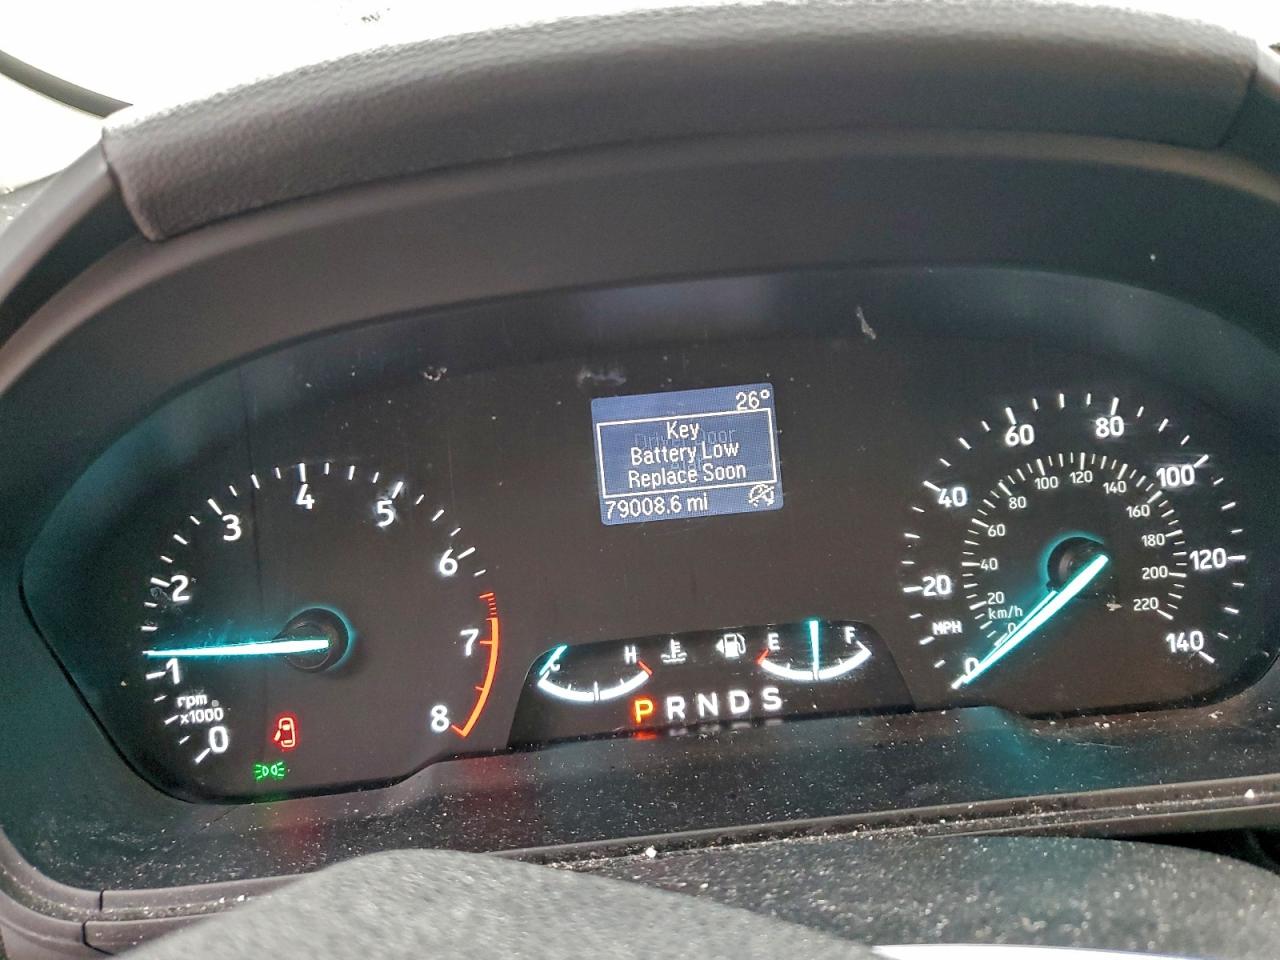 26°
Key
Battery Low
Replace Soon
79008.6 mi
0 1 2 3 4 5 6 7 8
rpm
x1000
C H
E F
P R N D S
0 20 40 60 80 100 120 140
MPH
km/h
0 20 40 60 80 100 120 140 160 180 200 220